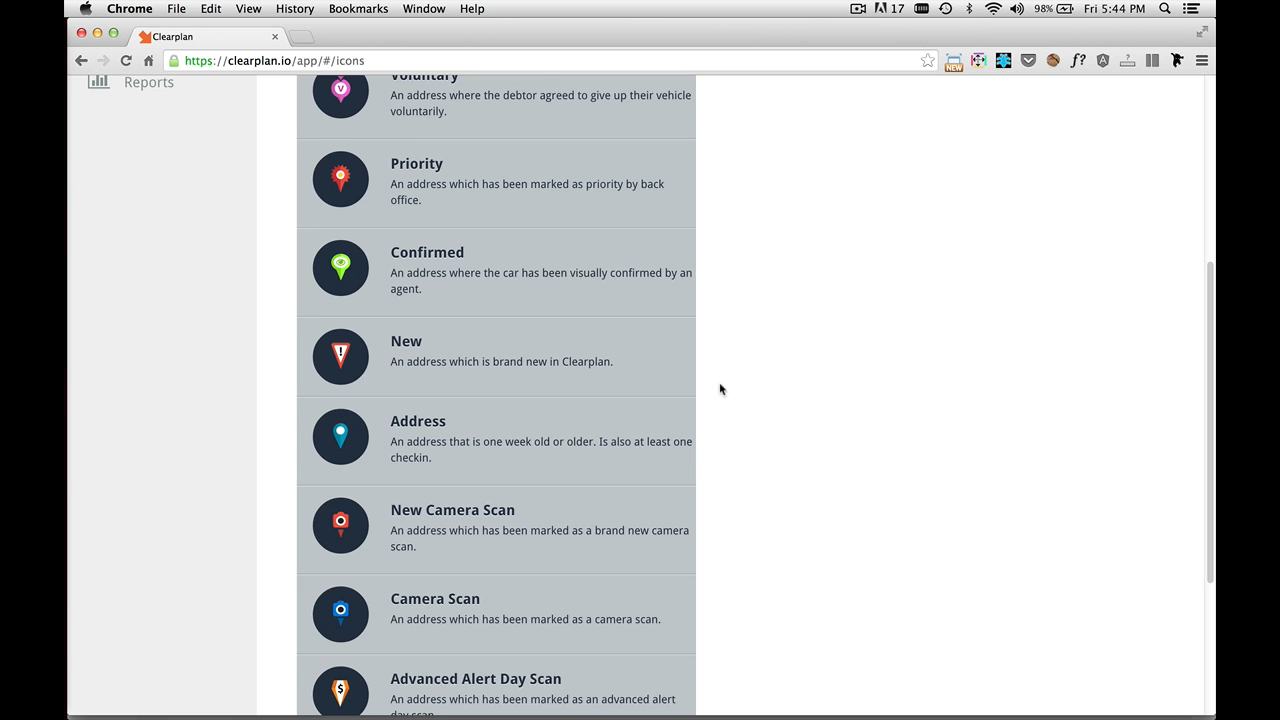 Chrome File Edit View History Bookmarks Window Help 17 98% Fri 5:44 PM
Clearplan
https://clearplan.io/app/#/icons
NEW f?
Reports
Voluntary
V
An address where the debtor agreed to give up their vehicle
voluntarily.
Priority
An address which has been marked as priority by back
office.
Confirmed
An address where the car has been visually confirmed by an
agent.
New
!
An address which is brand new in Clearplan.
Address
An address that is one week old or older. Is also at least one
checkin.
New Camera Scan
An address which has been marked as a brand new camera
scan.
Camera Scan
An address which has been marked as a camera scan.
Advanced Alert Day Scan
$
An address which has been marked as an advanced alert
day scan.